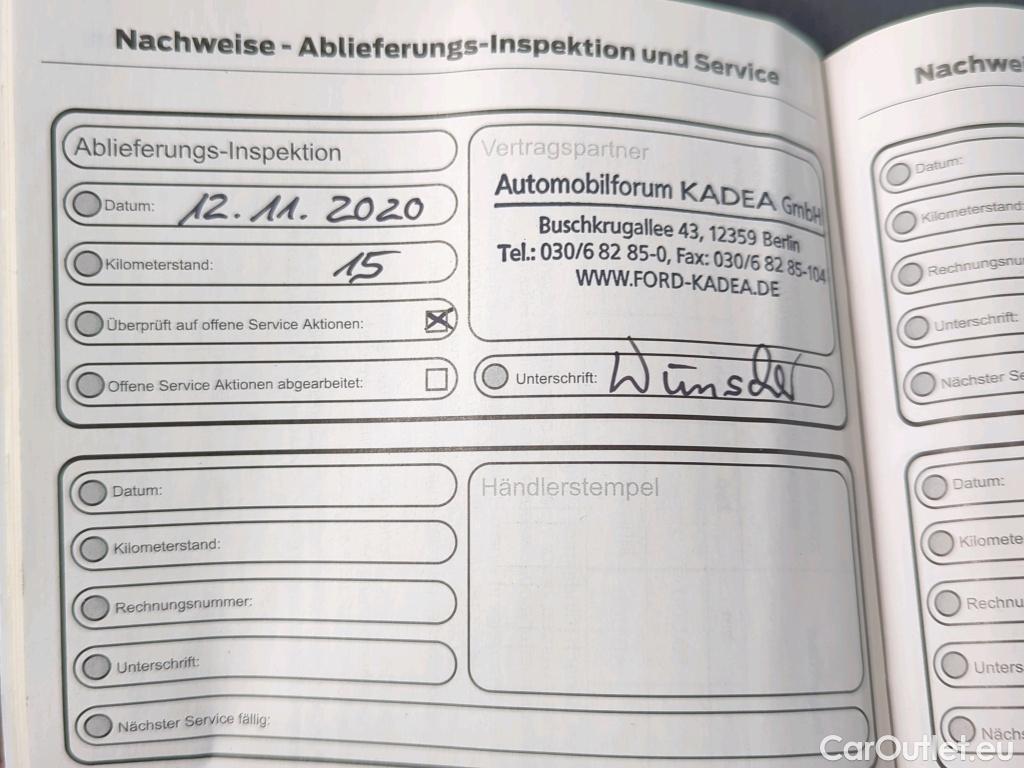 Nachweise - Ablieferungs-Inspektion und Service
Ablieferungs-Inspektion
Datum: 12.11.2020
Kilometerstand: 15
Überprüft auf offene Service Aktionen:
Offene Service Aktionen abgearbeitet:
Vertragspartner
Automobilforum KADEA GmbH
Buschkrugallee 43, 12359 Berlin
Tel.: 030/6 82 85-0, Fax: 030/6 82 85-104
WWW.FORD-KADEA.DE
Unterschrift:
Datum:
Kilometerstand:
Rechnungsnummer:
Unterschrift:
Nächster Service fällig:
Händlerstempel
Nachwei
Datum:
Kilometerstand:
Rechnungsnu
Unterschrift:
Nächster Se
Datum:
Kilomete
Rechnu
Unters
Nächs
CarOutlet.eu